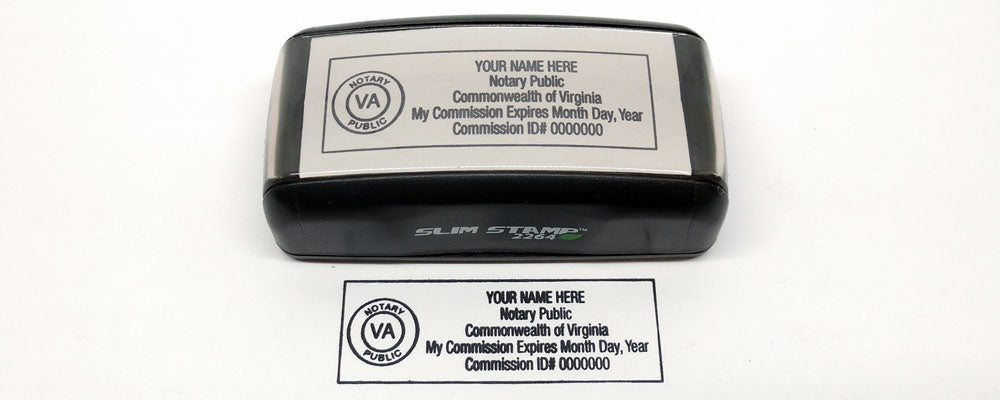 NOTARY
VA
PUBLIC
YOUR NAME HERE
Notary Public
Commonwealth of Virginia
My Commission Expires Month Day, Year
Commission ID# 0000000
SLIM STAMP™
2264
NOTARY
VA
PUBLIC
YOUR NAME HERE
Notary Public
Commonwealth of Virginia
My Commission Expires Month Day, Year
Commission ID# 0000000